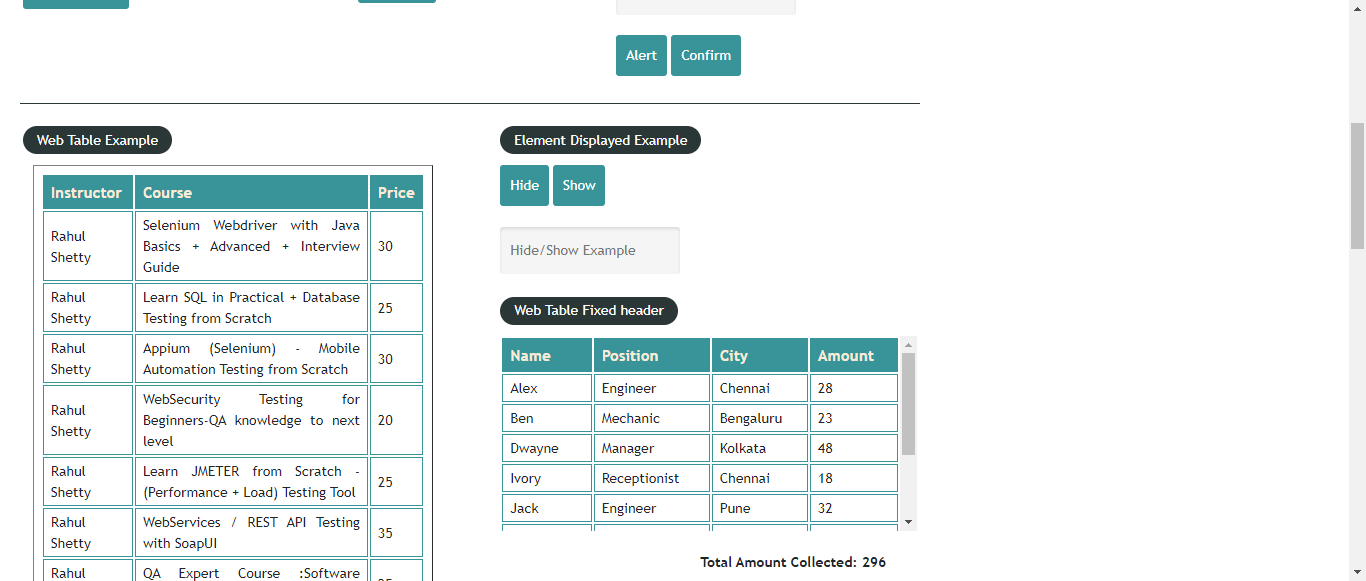 Alert Confirm
Web Table Example
Instructor Course Price
Rahul Shetty
Selenium Webdriver with Java
Basics + Advanced + Interview
Guide
30
Rahul Shetty
Learn SQL in Practical + Database
Testing from Scratch
25
Rahul Shetty
Appium (Selenium) - Mobile
Automation Testing from Scratch
30
Rahul Shetty
WebSecurity Testing for
Beginners-QA knowledge to next
level
20
Rahul Shetty
Learn JMETER from Scratch -
(Performance + Load) Testing Tool
25
Rahul Shetty
WebServices / REST API Testing
with SoapUI
35
Rahul
QA Expert Course :Software
Element Displayed Example
Hide Show
Hide/Show Example
Web Table Fixed header
Name Position City Amount
Alex Engineer Chennai 28
Ben Mechanic Bengaluru 23
Dwayne Manager Kolkata 48
Ivory Receptionist Chennai 18
Jack Engineer Pune 32
Total Amount Collected: 296